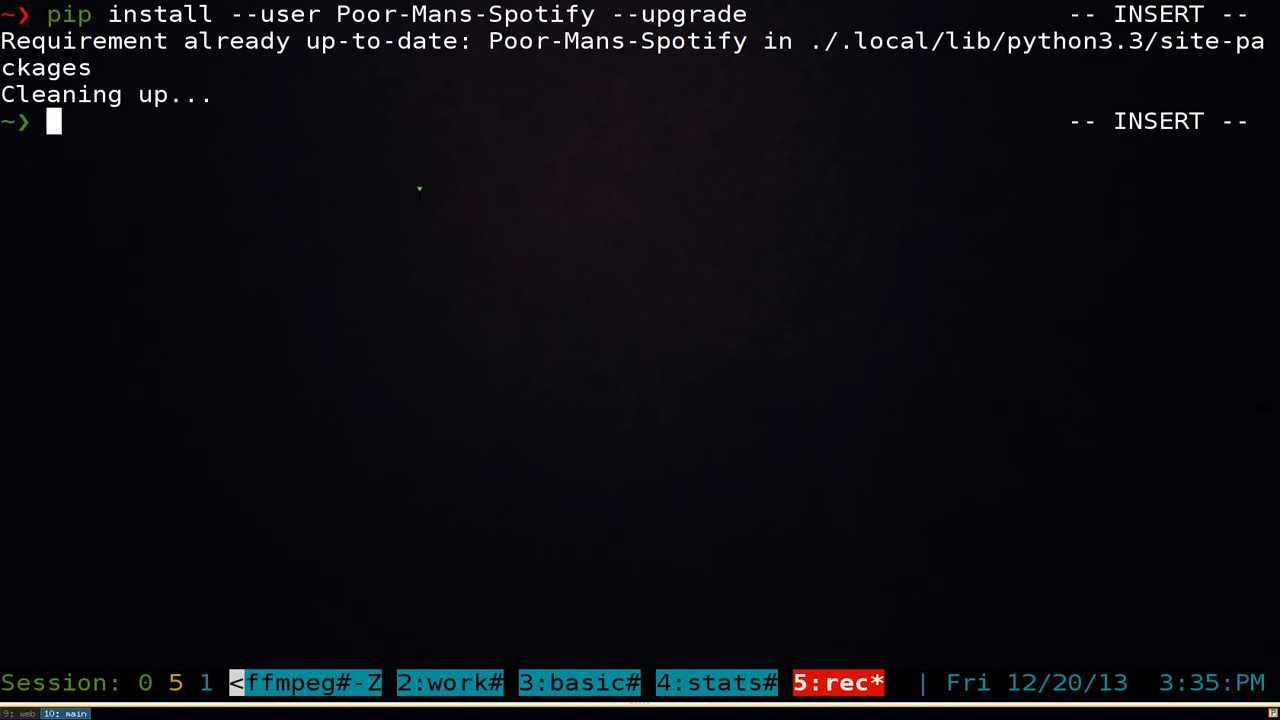 ~❯ pip install --user Poor-Mans-Spotify --upgrade -- INSERT --
Requirement already up-to-date: Poor-Mans-Spotify in ./.local/lib/python3.3/site-pa
ckages
Cleaning up...
~❯ -- INSERT --
Session: 0 5 1 <ffmpeg#-Z 2:work# 3:basic# 4:stats# 5:rec* | Fri 12/20/13 3:35:PM
9: web 10: main